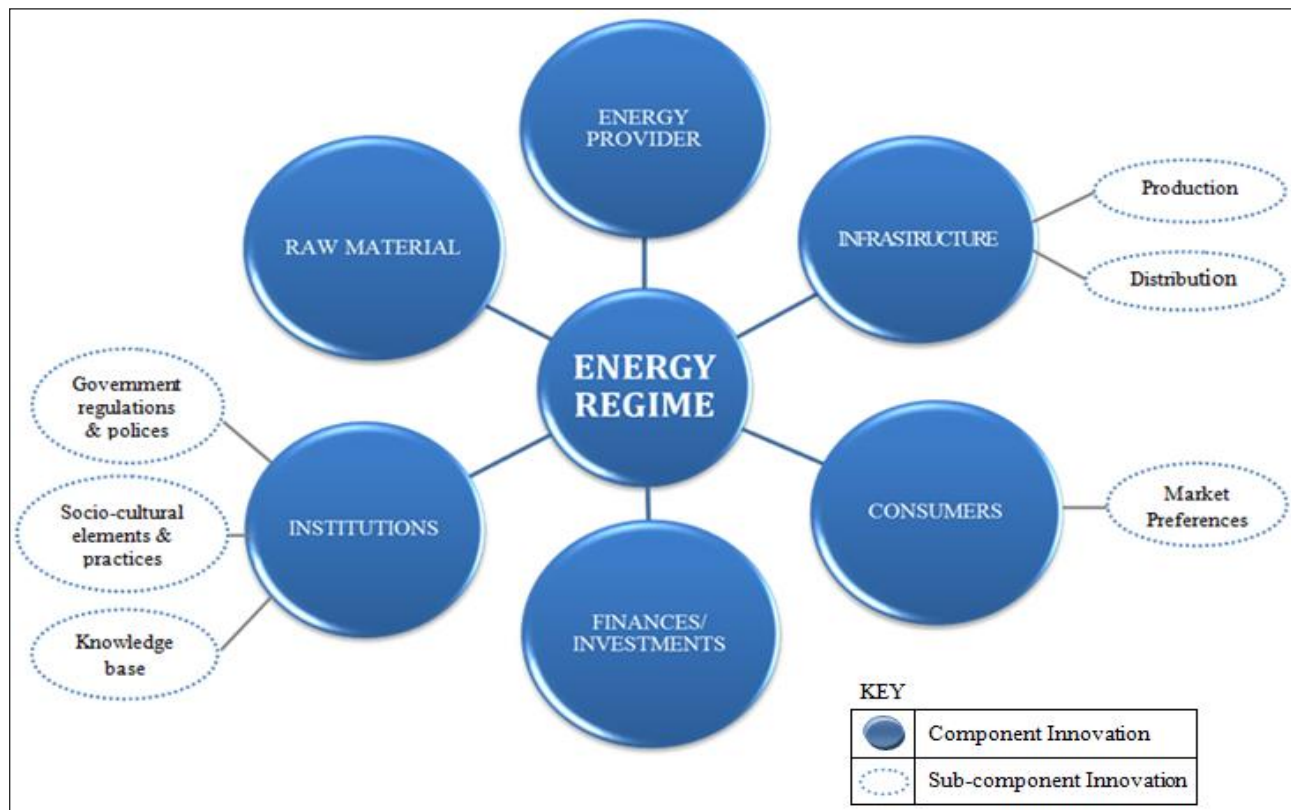 ENERGY
PROVIDER
RAW MATERIAL
INFRASTRUCTURE
Production
Distribution
ENERGY
REGIME
Government
regulations
& polices
Socio-cultural
elements &
practices
Knowledge
base
INSTITUTIONS
CONSUMERS
Market
Preferences
FINANCES/
INVESTMENTS
KEY
Component Innovation
Sub-component Innovation